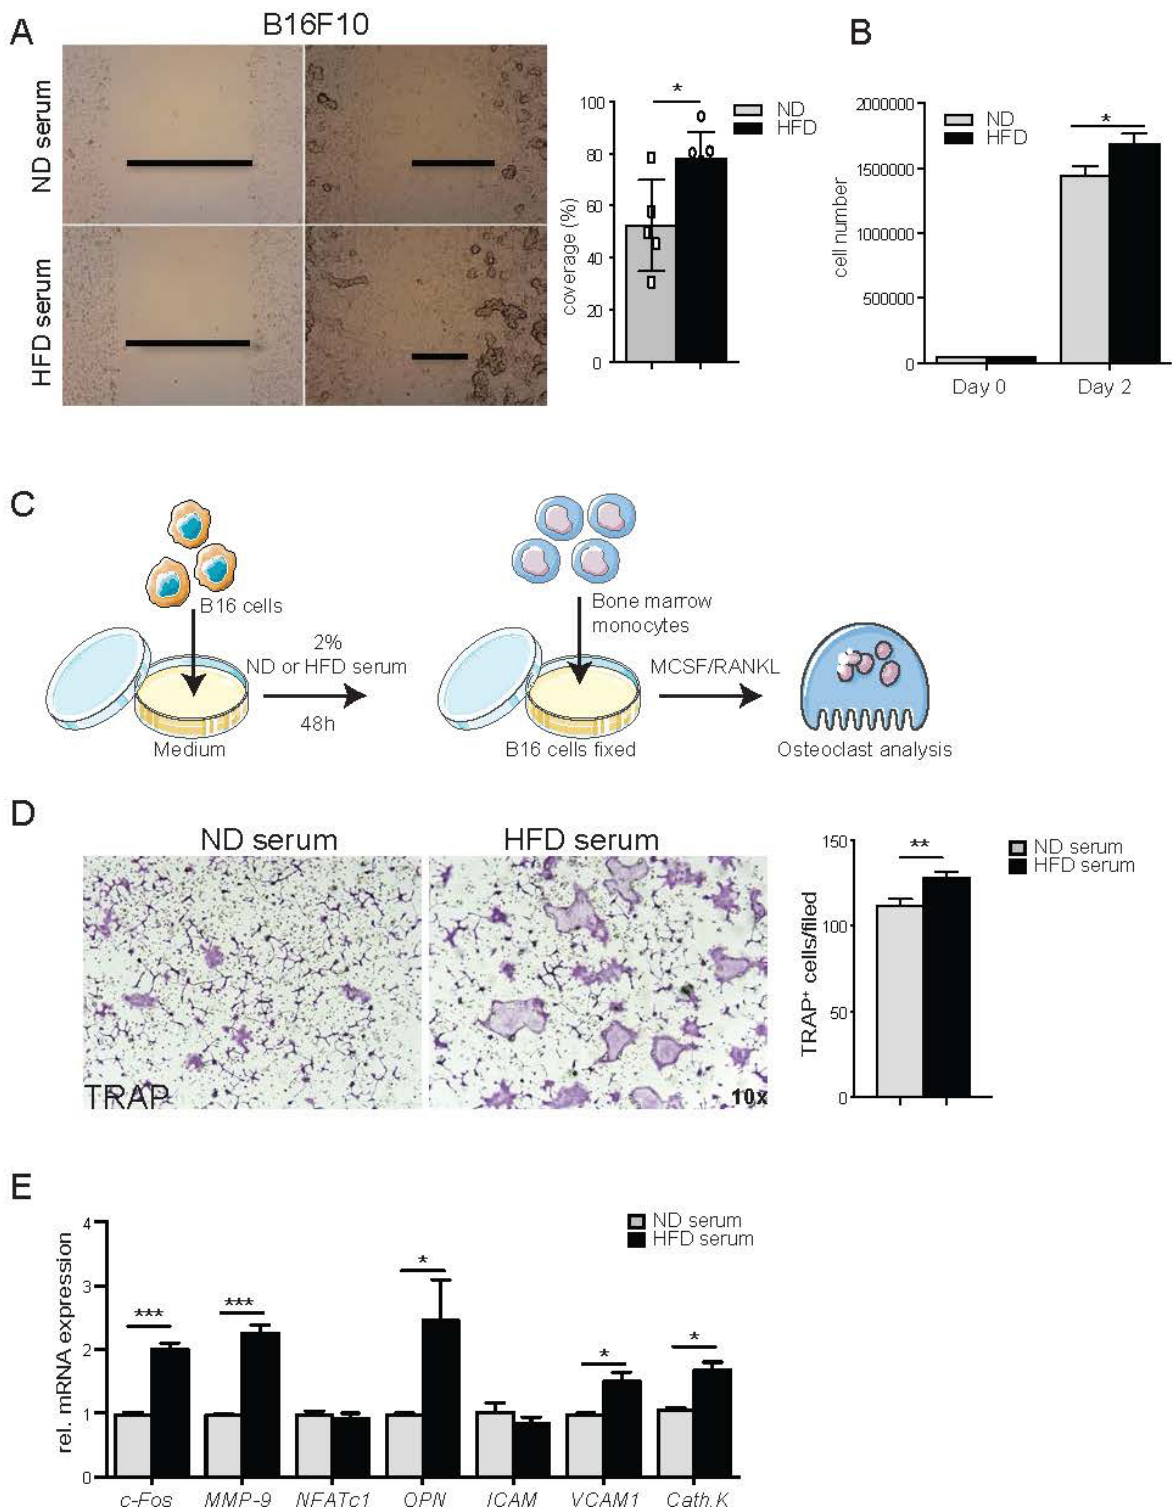 A
B16F10
ND serum
HFD serum
*
ND
HFD
100
80
60
40
20
0
coverage (%)
B
ND
HFD
*
2000000
1500000
1000000
500000
0
cell number
Day 0
Day 2
C
B16 cells
2%
ND or HFD serum
48h
Medium
Bone marrow
monocytes
MCSF/RANKL
B16 cells fixed
Osteoclast analysis
D
ND serum
HFD serum
TRAP
10x
150
100
50
0
TRAP+ cells/filed
**
ND serum
HFD serum
E
ND serum
HFD serum
4
3
2
1
0
rel. mRNA expression
***
***
*
*
*
c-Fos
MMP-9
NFATc1
OPN
ICAM
VCAM1
Cath.K